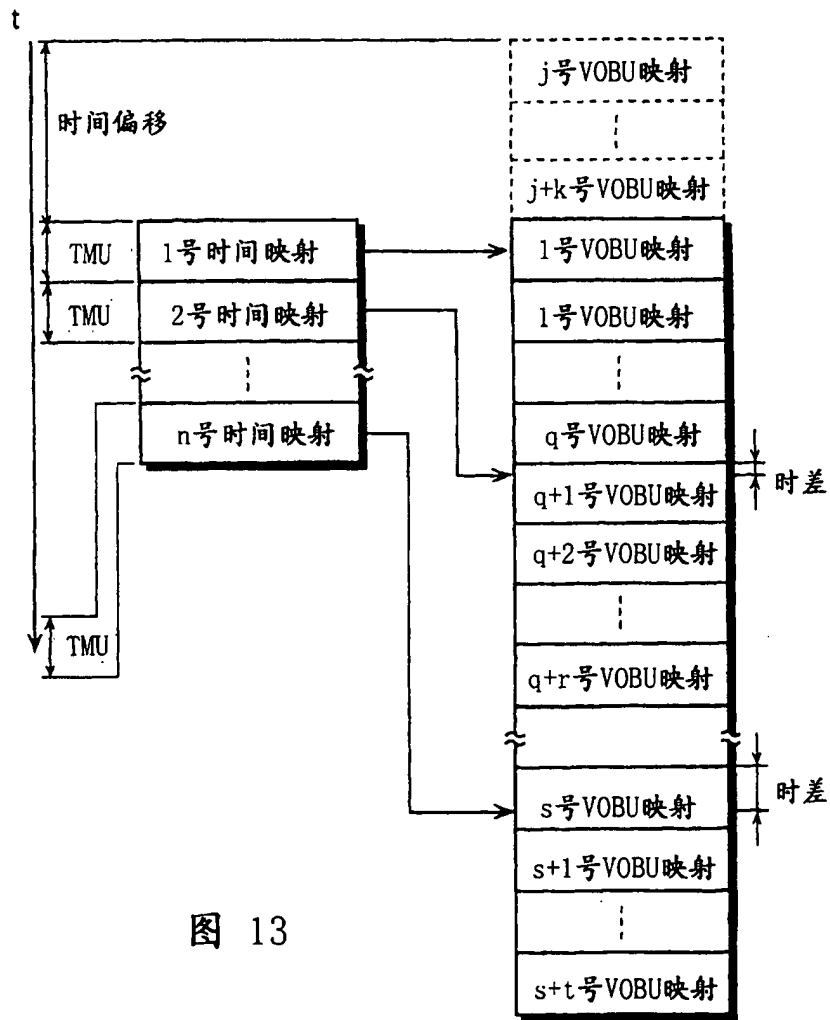 t
时间偏移
TMU
TMU
TMU
1号时间映射
2号时间映射
n号时间映射
j号VOBU映射
j+k号VOBU映射
1号VOBU映射
1号VOBU映射
q号VOBU映射
q+1号VOBU映射
q+2号VOBU映射
q+r号VOBU映射
s号VOBU映射
s+1号VOBU映射
s+t号VOBU映射
时差
时差
图 13